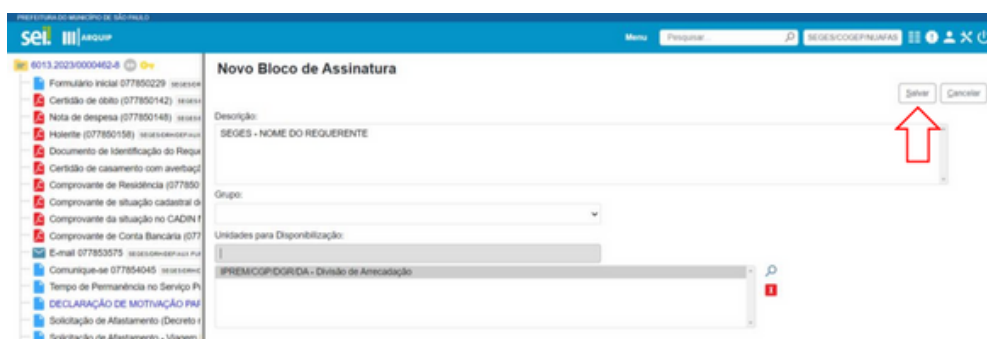 PREFEITURA DO MUNICÍPIO DE SÃO PAULO
sei! ARQUIP
Menu Pesquisar... SEGES/COGEP/NUAFAS
6013.2023/0000462-8
Novo Bloco de Assinatura
Salvar Cancelar
Formulário inicial 077850229
Certidão de óbito (077850142)
Nota de despesa (077850148)
Holerite (077850158)
Documento de Identificação do Reque
Certidão de casamento com averbaçã
Comprovante de Residência (077850
Comprovante de situação cadastral d
Comprovante da situação no CADIN M
Comprovante de Conta Bancária (077
E-mail 077853575
Comunique-se 077854045
Tempo de Permanência no Serviço P
DECLARAÇÃO DE MOTIVAÇÃO PAR
Solicitação de Afastamento (Decreto
Solicitação de Afastamento - Viagem
Descrição:
SEGES - NOME DO REQUERENTE
Grupo:
Unidades para Disponibilização:
IPREM/CGP/DGR/DA - Divisão de Arrecadação